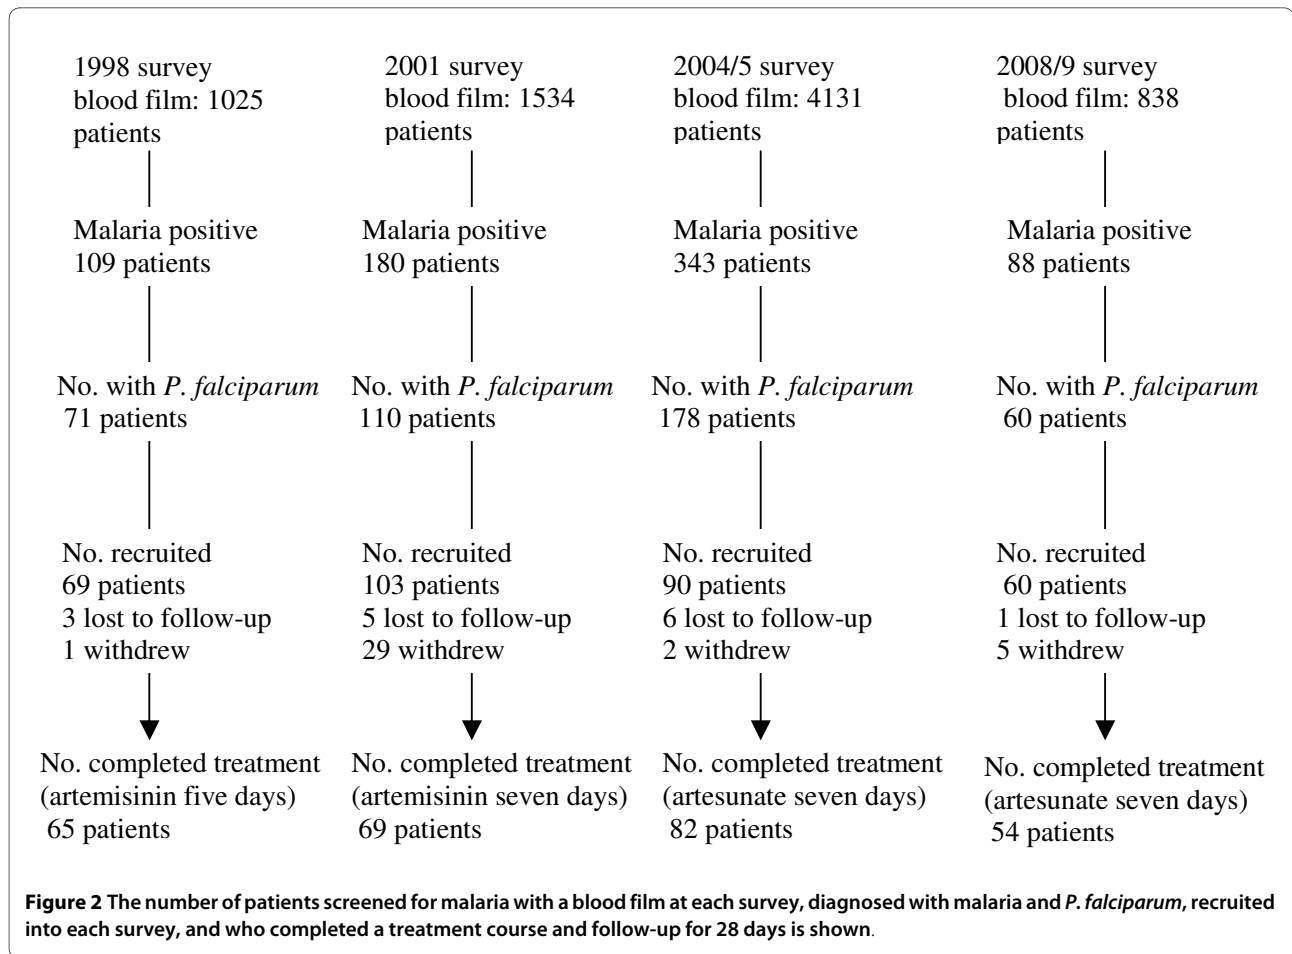 1998 survey
blood film: 1025
patients
Malaria positive
109 patients
No. with P. falciparum
71 patients
No. recruited
69 patients
3 lost to follow-up
1 withdrew
No. completed treatment
(artemisinin five days)
65 patients
2001 survey
blood film: 1534
patients
Malaria positive
180 patients
No. with P. falciparum
110 patients
No. recruited
103 patients
5 lost to follow-up
29 withdrew
No. completed treatment
(artemisinin seven days)
69 patients
2004/5 survey
blood film: 4131
patients
Malaria positive
343 patients
No. with P. falciparum
178 patients
No. recruited
90 patients
6 lost to follow-up
2 withdrew
No. completed treatment
(artesunate seven days)
82 patients
2008/9 survey
blood film: 838
patients
Malaria positive
88 patients
No. with P. falciparum
60 patients
No. recruited
60 patients
1 lost to follow-up
5 withdrew
No. completed treatment
(artesunate seven days)
54 patients
Figure 2 The number of patients screened for malaria with a blood film at each survey, diagnosed with malaria and P. falciparum, recruited
into each survey, and who completed a treatment course and follow-up for 28 days is shown.